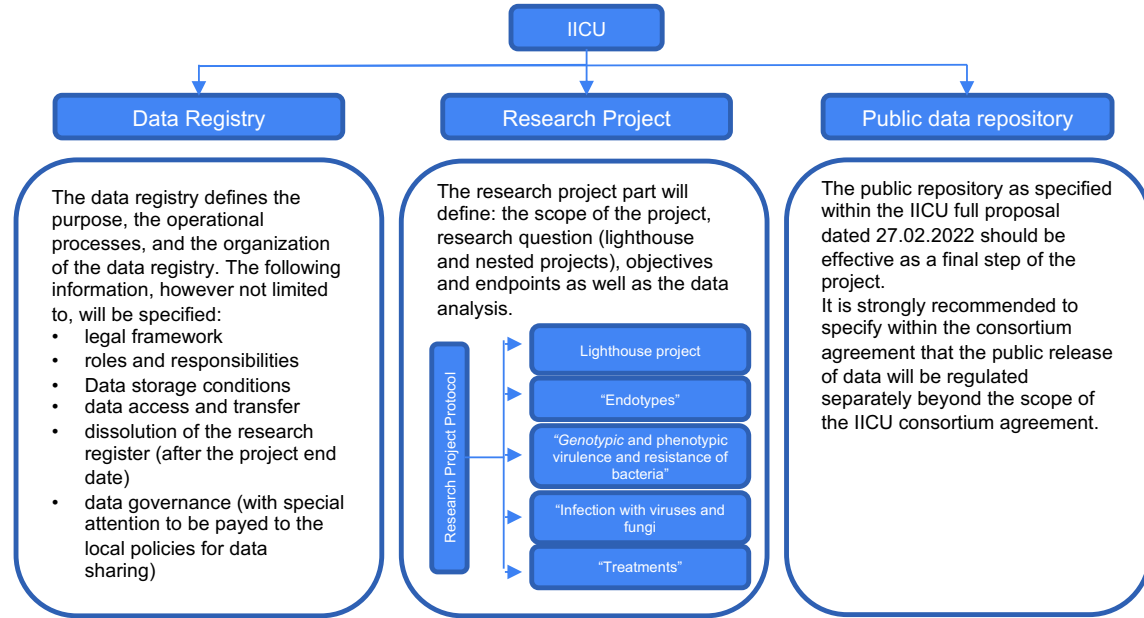 IICU
Data Registry
Research Project
Public data repository
The data registry defines the
purpose, the operational
processes, and the organization
of the data registry. The following
information, however not limited
to, will be specified:
• legal framework
• roles and responsibilities
• Data storage conditions
• data access and transfer
• dissolution of the research
register (after the project end
date)
• data governance (with special
attention to be payed to the
local policies for data
sharing)
The research project part will
define: the scope of the project,
research question (lighthouse
and nested projects), objectives
and endpoints as well as the data
analysis.
Research Project Protocol
Lighthouse project
“Endotypes”
“Genotypic and phenotypic
virulence and resistance of
bacteria”
“Infection with viruses and
fungi
“Treatments”
The public repository as specified
within the IICU full proposal
dated 27.02.2022 should be
effective as a final step of the
project.
It is strongly recommended to
specify within the consortium
agreement that the public release
of data will be regulated
separately beyond the scope of
the IICU consortium agreement.